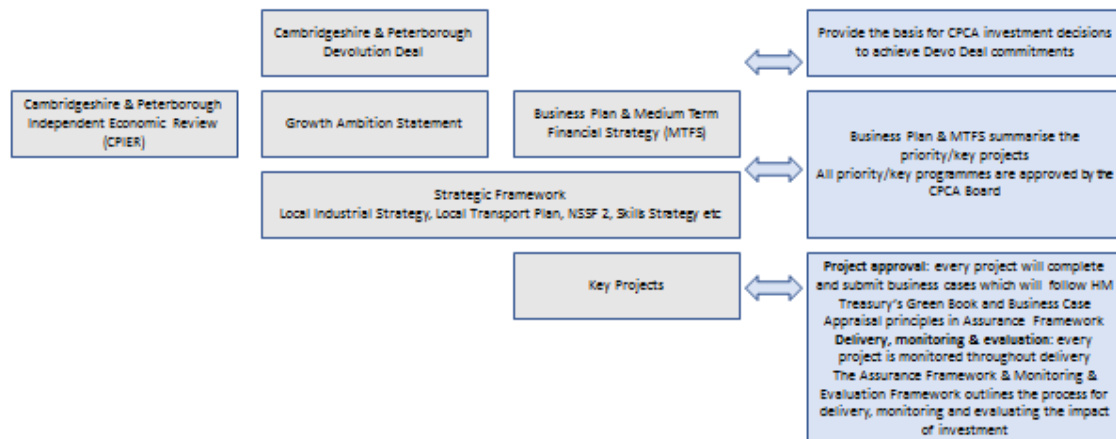 Cambridgeshire & Peterborough
Devolution Deal
Provide the basis for CPCA investment decisions
to achieve Devo Deal commitments
Cambridgeshire & Peterborough
Independent Economic Review
(CPIER)
Growth Ambition Statement
Business Plan & Medium Term
Financial Strategy (MTFS)
Business Plan & MTFS summarise the
priority/key projects
All priority/key programmes are approved by the
CPCA Board
Strategic Framework
Local Industrial Strategy, Local Transport Plan, NSSF 2, Skills Strategy etc
Key Projects
Project approval: every project will complete
and submit business cases which will follow HM
Treasury's Green Book and Business Case
Appraisal principles in Assurance Framework
Delivery, monitoring & evaluation: every
project is monitored throughout delivery
The Assurance Framework & Monitoring &
Evaluation Framework outlines the process for
delivery, monitoring and evaluating the impact
of investment